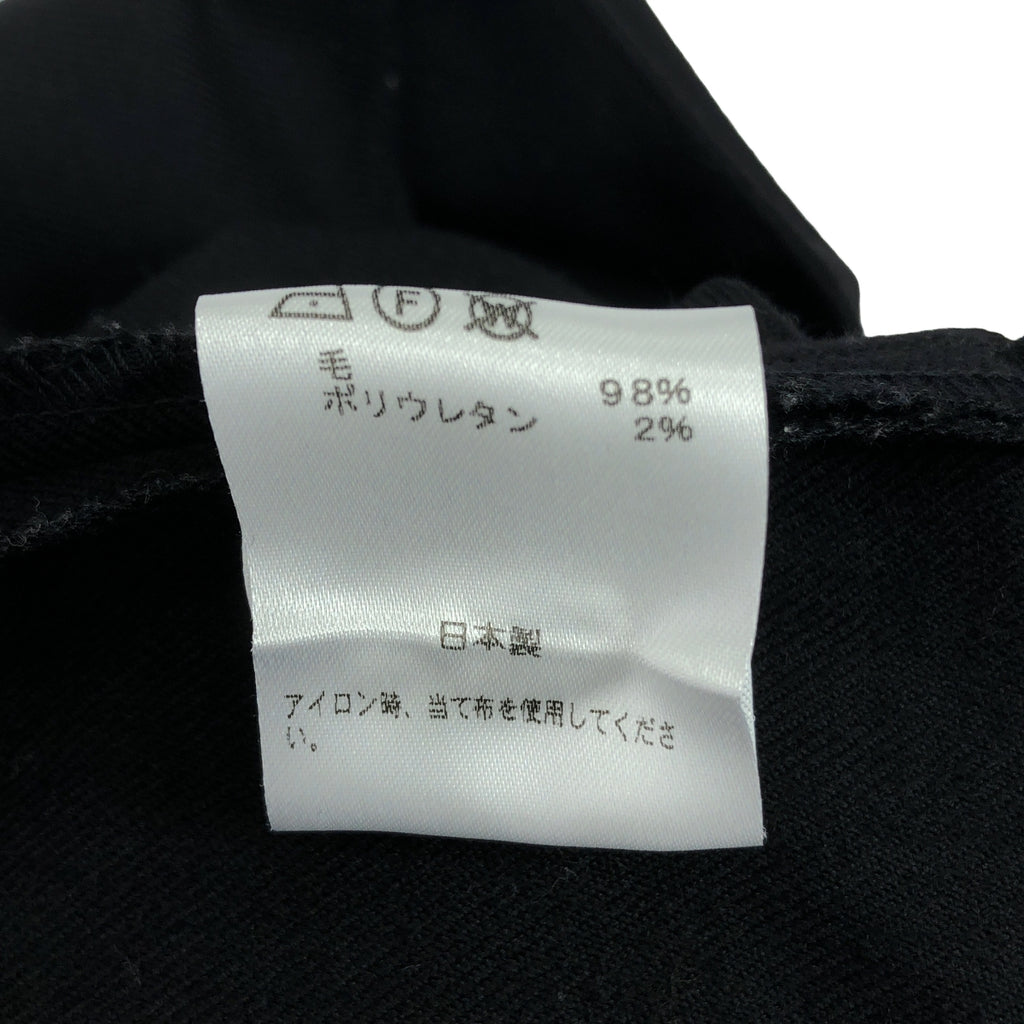 F W
毛 98%
ポリウレタン 2%
日本製
アイロン時、当て布を使用してくださ
い。